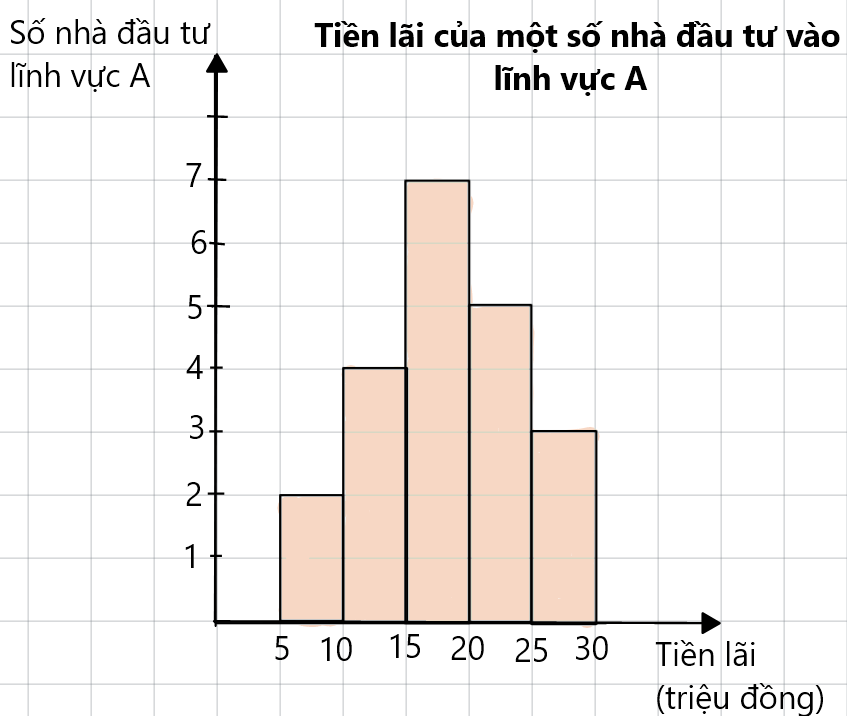 Số nhà đầu tư
lĩnh vực A
Tiền lãi của một số nhà đầu tư vào
lĩnh vực A
7
6
5
4
3
2
1
5 10 15 20 25 30
Tiền lãi
(triệu đồng)